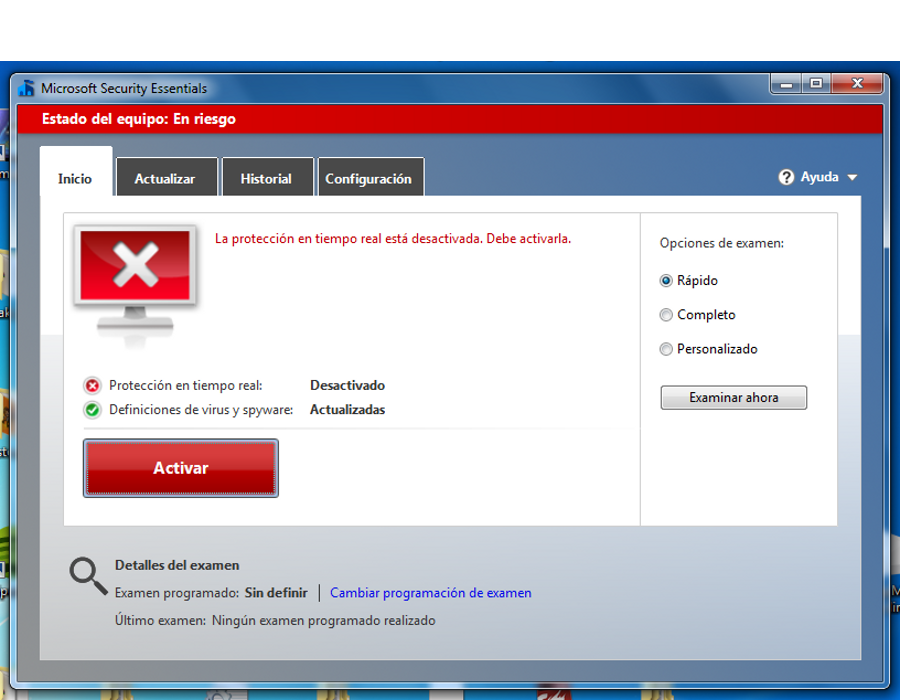 Microsoft Security Essentials
Estado del equipo: En riesgo
Inicio
Actualizar
Historial
Configuración
Ayuda
La protección en tiempo real está desactivada. Debe activarla.
Opciones de examen:
Rápido
Completo
Personalizado
Examinar ahora
Protección en tiempo real: Desactivado
Definiciones de virus y spyware: Actualizadas
Activar
Detalles del examen
Examen programado: Sin definir | Cambiar programación de examen
Último examen: Ningún examen programado realizado